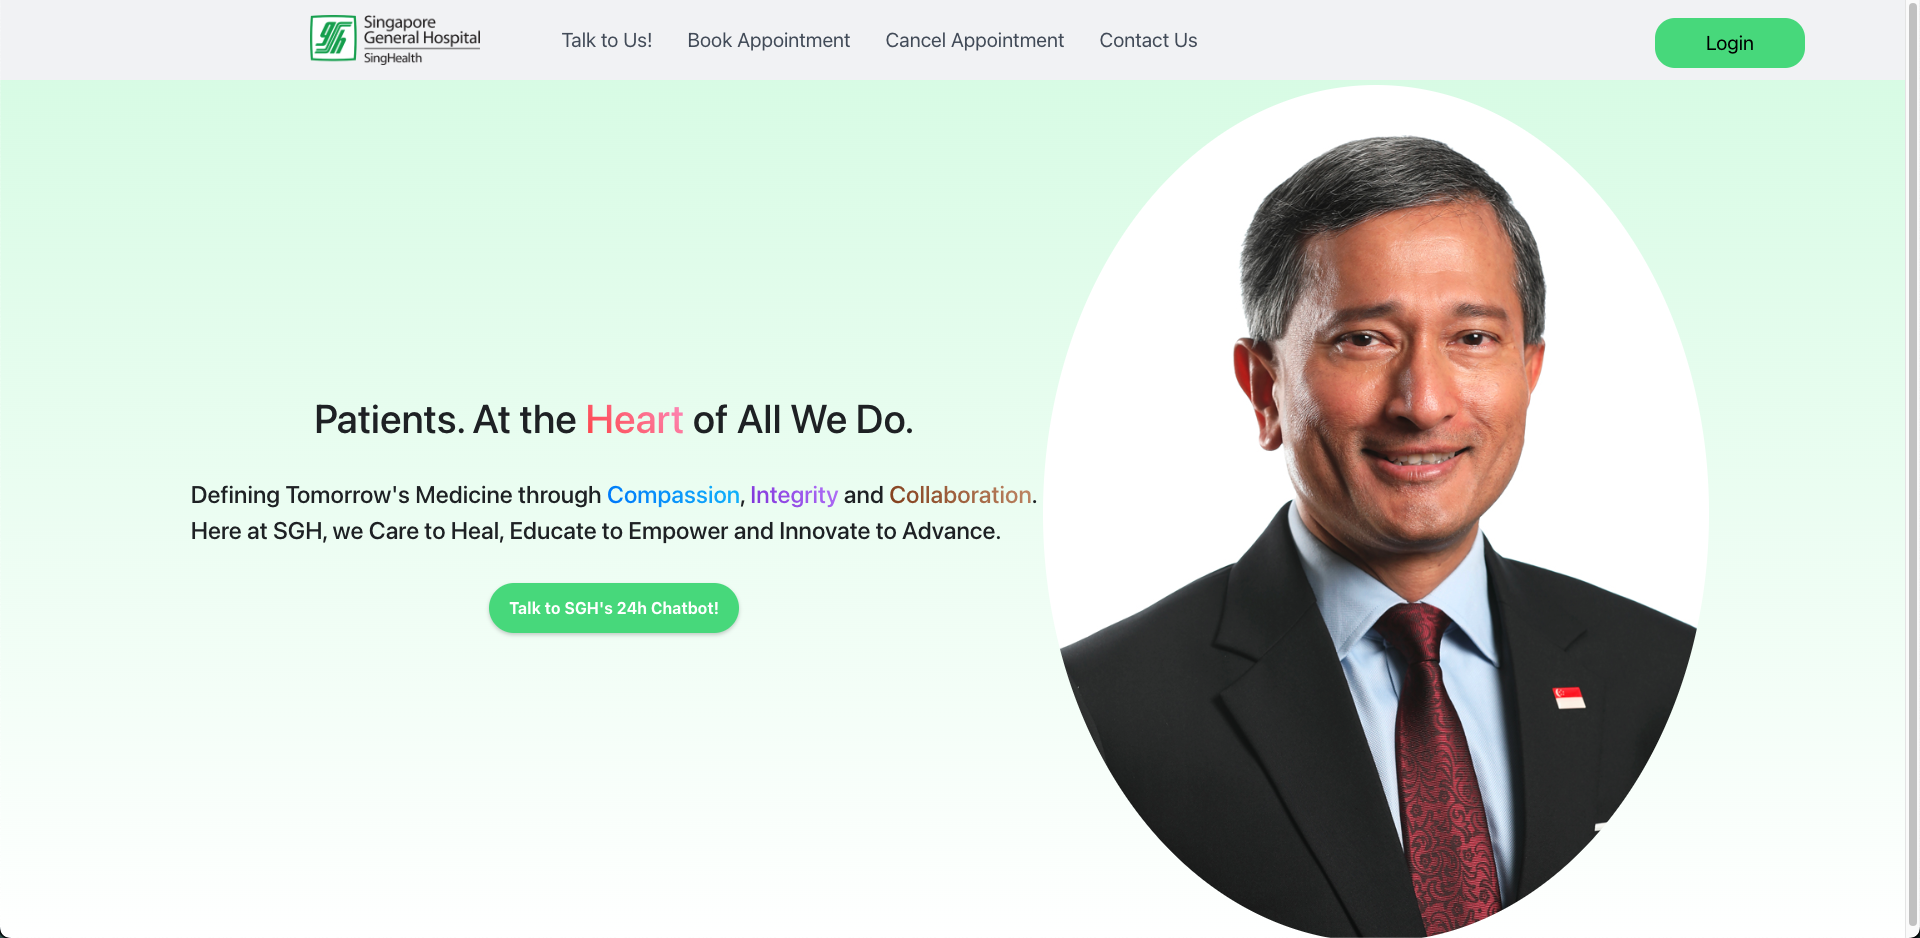 Singapore
General Hospital
SingHealth
Talk to Us!
Book Appointment
Cancel Appointment
Contact Us
Login
Patients. At the Heart of All We Do.
Defining Tomorrow's Medicine through Compassion, Integrity and Collaboration.
Here at SGH, we Care to Heal, Educate to Empower and Innovate to Advance.
Talk to SGH's 24h Chatbot!